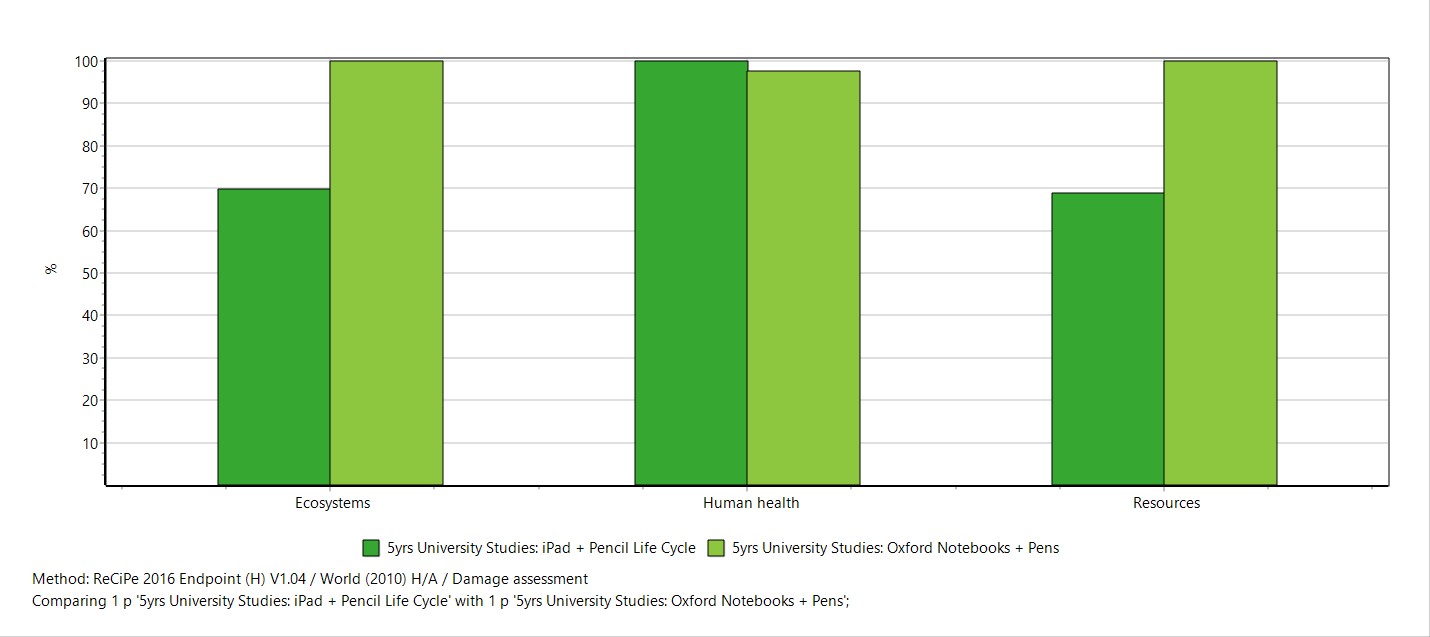 100
90
80
70
60
50
40
30
20
10
%
Ecosystems Human health Resources
5yrs University Studies: iPad + Pencil Life Cycle 5yrs University Studies: Oxford Notebooks + Pens
Method: ReCiPe 2016 Endpoint (H) V1.04 / World (2010) H/A / Damage assessment
Comparing 1 p '5yrs University Studies: iPad + Pencil Life Cycle' with 1 p '5yrs University Studies: Oxford Notebooks + Pens';